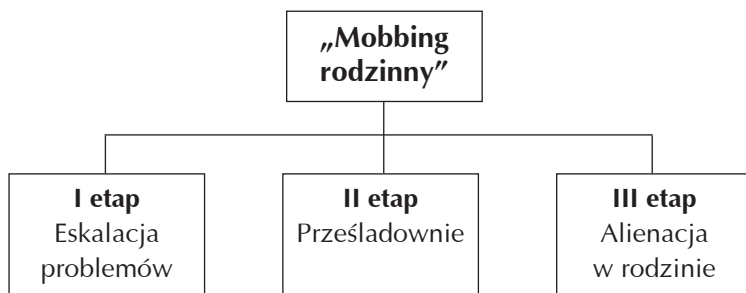 „Mobbing
rodzinny”
I etap
Eskalacja
problemów
II etap
Prześladownie
III etap
Alienacja
w rodzinie